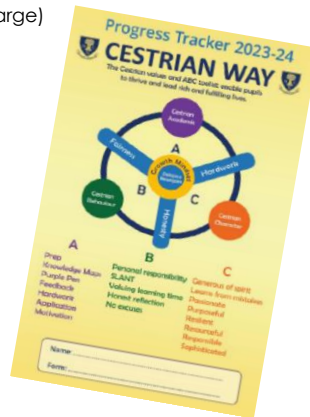 arge)
Progress Tracker 2023-24
CESTRIAN WAY
The Cestrian values and ABC toolkit enable pupils
to thrive and lead rich and fulfilling lives.
Cestrian
Academic
A
Fairness
Hardwork
Growth Mindset
B
C
Cestrian
Behaviour
Honesty
Cestrian
Character
A
Prep
Knowledge Maps
Purple Pen
Feedback
Hardwork
Application
Motivation
B
Personal responsibility
SLANT
Valuing learning time
Honest reflection
No excuses
C
Generous of spirit
Learns from mistakes
Passionate
Purposeful
Resilient
Resourceful
Responsible
Sophisticated
Name:
Form: